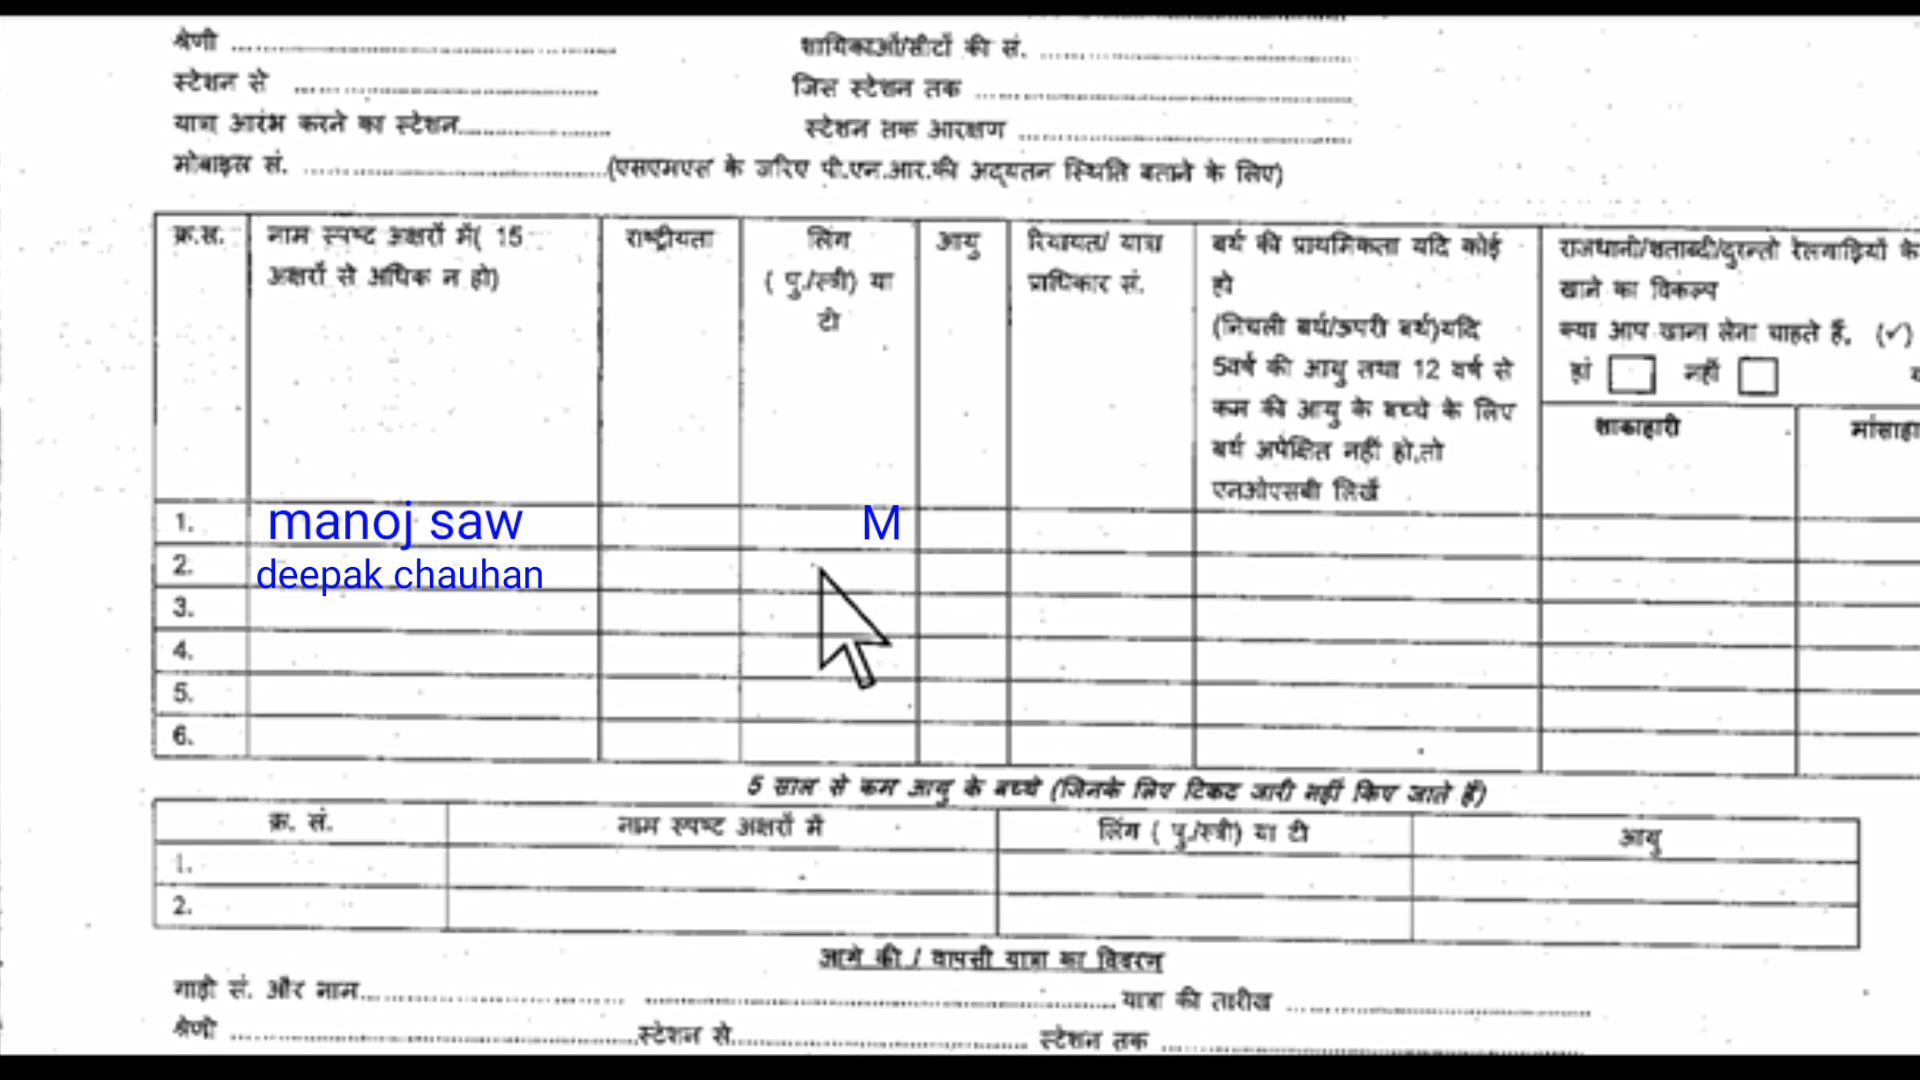 श्रेणी ........................ शायिकाओं/सीटों की सं. ........................
स्टेशन से ........................ जिस स्टेशन तक ........................
यात्रा आरंभ करने का स्टेशन........................ स्टेशन तक आरक्षण ........................
मोबाइल सं. ........................(एसएमएस के जरिए पी.एन.आर.की अद्यतन स्थिति बताने के लिए)
क्र.सं.
नाम स्पष्ट अक्षरों में( 15
अक्षरों से अधिक न हो)
राष्ट्रीयता
लिंग
( पु./स्त्री) या
टी
आयु
रियायत/ यात्रा
प्राधिकार सं.
बर्थ की प्राथमिकता यदि कोई
हो
(निचली बर्थ/ऊपरी बर्थ)यदि
5वर्ष की आयु तथा 12 वर्ष से
कम की आयु के बच्चे के लिए
बर्थ अपेक्षित नहीं हो,तो
एनओएसबी लिखें
राजधानी/शताब्दी/दुरन्तो रेलगाड़ियों के
खाने का विकल्प
क्या आप खाना लेना चाहते हैं. (✓)
हां नहीं
शाकाहारी
1. manoj saw M
2. deepak chauhan
3.
4.
5.
6.
5 साल से कम आयु के बच्चे (जिनके लिए टिकट जारी नहीं किए जाते हैं)
क्र. सं. नाम स्पष्ट अक्षरों में लिंग ( पु./स्त्री) या टी आयु
1.
2.
आगे की / वापसी यात्रा का विवरण
गाड़ी सं. और नाम........................ ........................यात्रा की तारीख ........................
श्रेणी ........................स्टेशन से........................ स्टेशन तक ........................